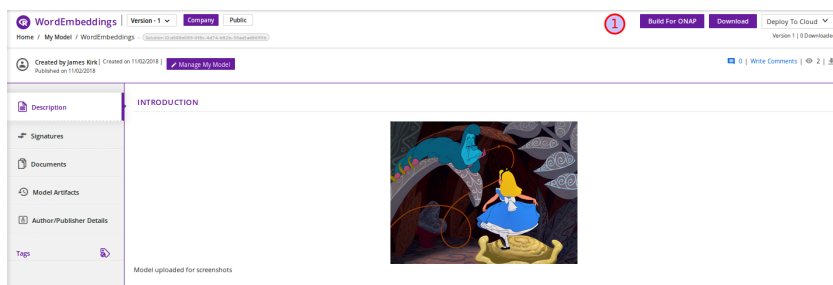 WordEmbeddings Version - 1 Company Public 1 Build For ONAP Download Deploy To Cloud
Home / My Model / WordEmbeddings -
Version 1 | 0 Downloads
Created by James Kirk | Created on 11/02/2018 | Manage My Model 0 | Write Comments | 2 |
Published on 11/02/2018
Description
INTRODUCTION
Signatures
Documents
Model Artifacts
Author/Publisher Details
Tags
Model uploaded for screenshots